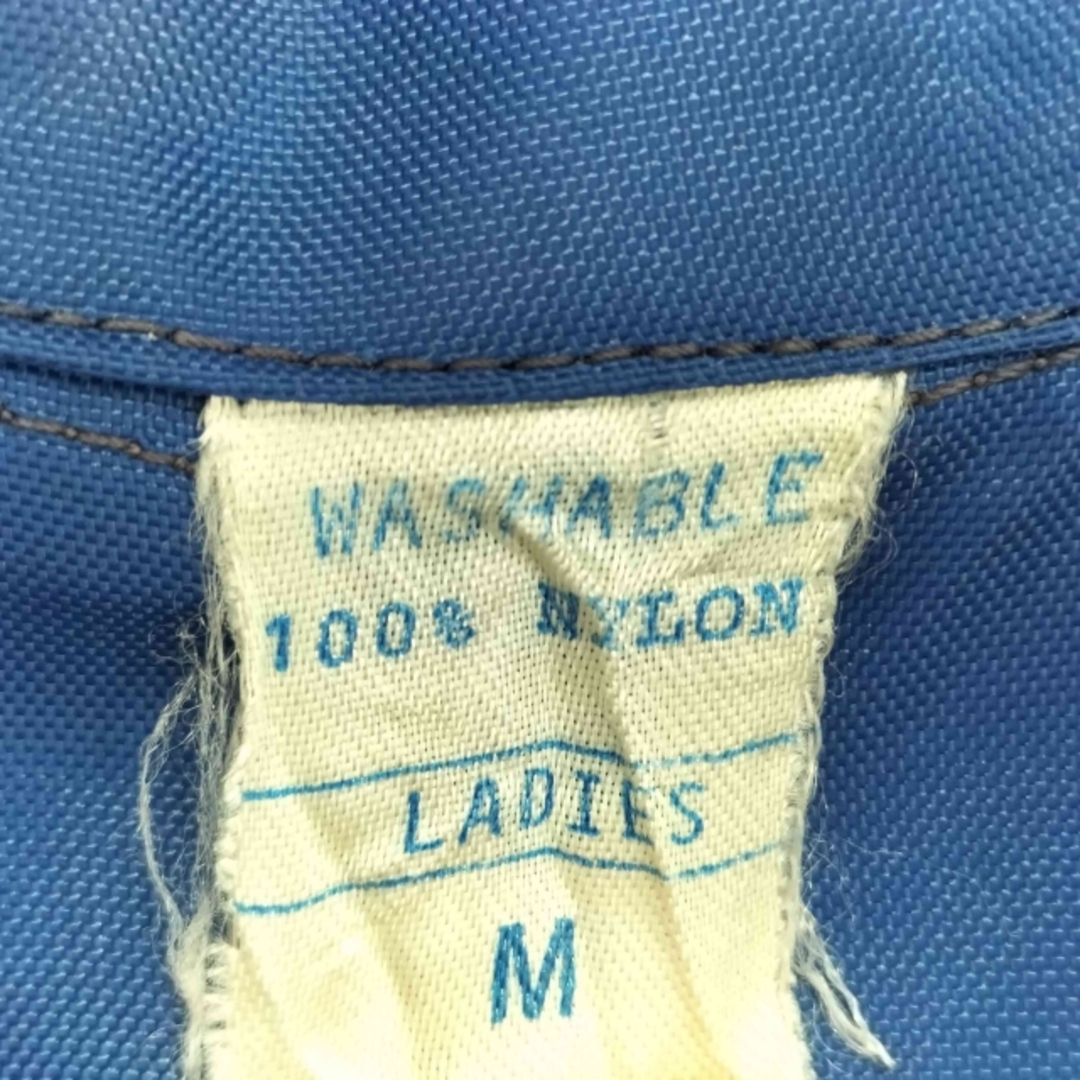 WASHABLE
100% NYLON
LADIES
M